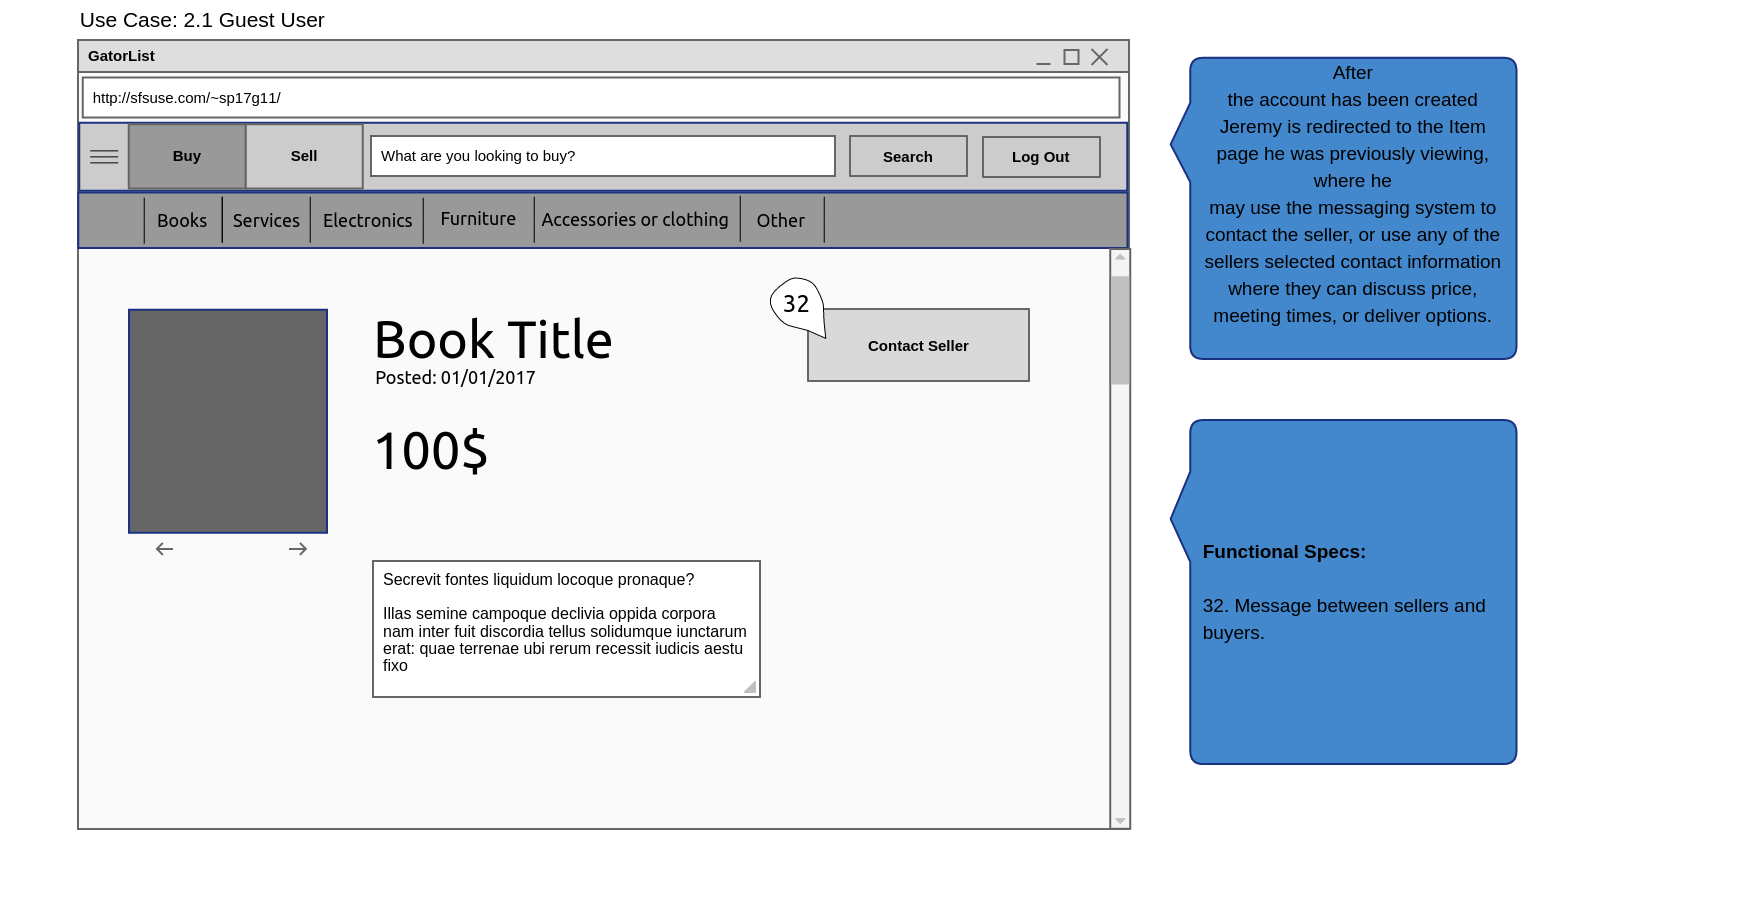 Use Case: 2.1 Guest User
GatorList
http://sfsuse.com/~sp17g11/
Buy
Sell
What are you looking to buy?
Search
Log Out
Books
Services
Electronics
Furniture
Accessories or clothing
Other
32
Contact Seller
Book Title
Posted: 01/01/2017
100$
Secrevit fontes liquidum locoque pronaque?
Illas semine campoque declivia oppida corpora
nam inter fuit discordia tellus solidumque iunctarum
erat: quae terrenae ubi rerum recessit iudicis aestu
fixo
After
the account has been created
Jeremy is redirected to the Item
page he was previously viewing,
where he
may use the messaging system to
contact the seller, or use any of the
sellers selected contact information
where they can discuss price,
meeting times, or deliver options.
Functional Specs:
32. Message between sellers and
buyers.